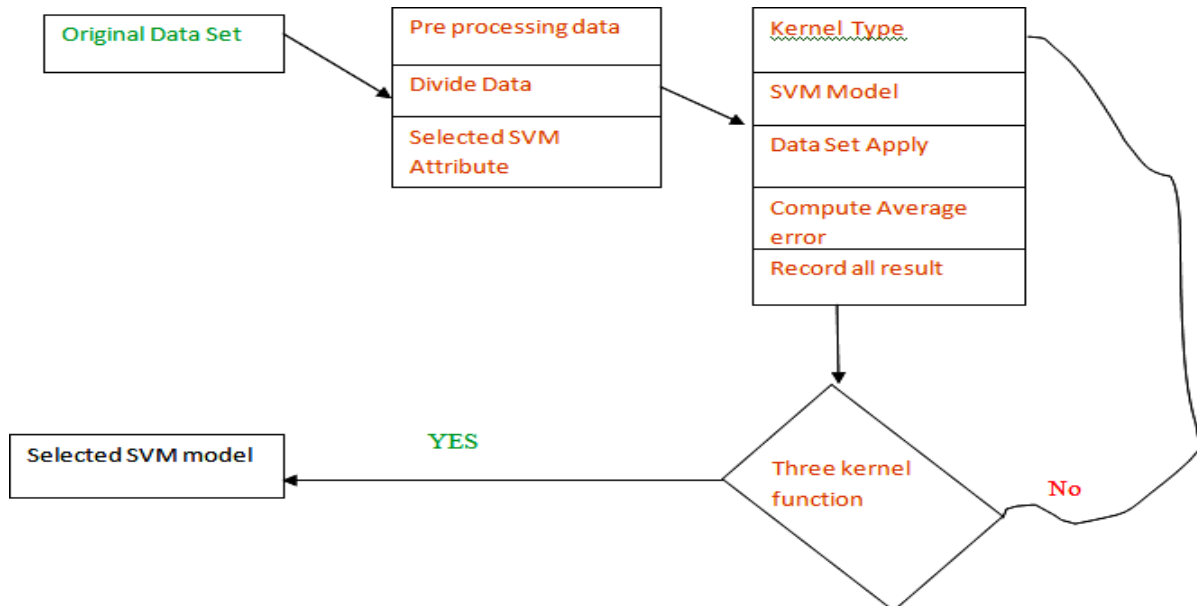 Original Data Set
Pre processing data
Divide Data
Selected SVM
Attribute
Kernel Type
SVM Model
Data Set Apply
Compute Average
error
Record all result
Three kernel
function
YES
No
Selected SVM model